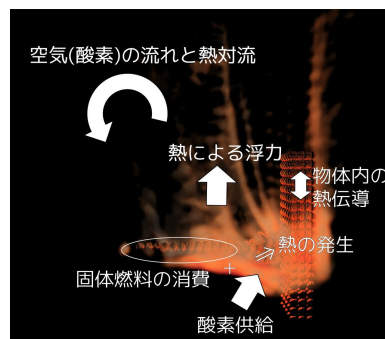 空気(酸素)の流れと熱対流
熱による浮力
物体内の
熱伝導
熱の発生
固体燃料の消費
酸素供給